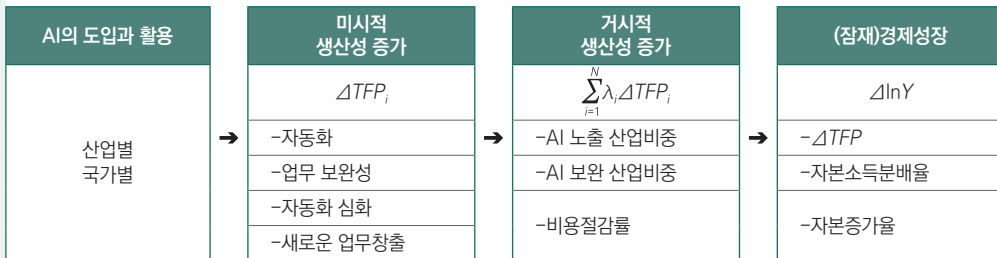 AI의 도입과 활용
산업별
국가별
➔
미시적
생산성 증가
ΔTFPᵢ
-자동화
-업무 보완성
-자동화 심화
-새로운 업무창출
➔
거시적
생산성 증가
N
∑λᵢΔTFPᵢ
i=1
-AI 노출 산업비중
-AI 보완 산업비중
-비용절감률
➔
(잠재)경제성장
ΔlnY
-ΔTFP
-자본소득분배율
-자본증가율